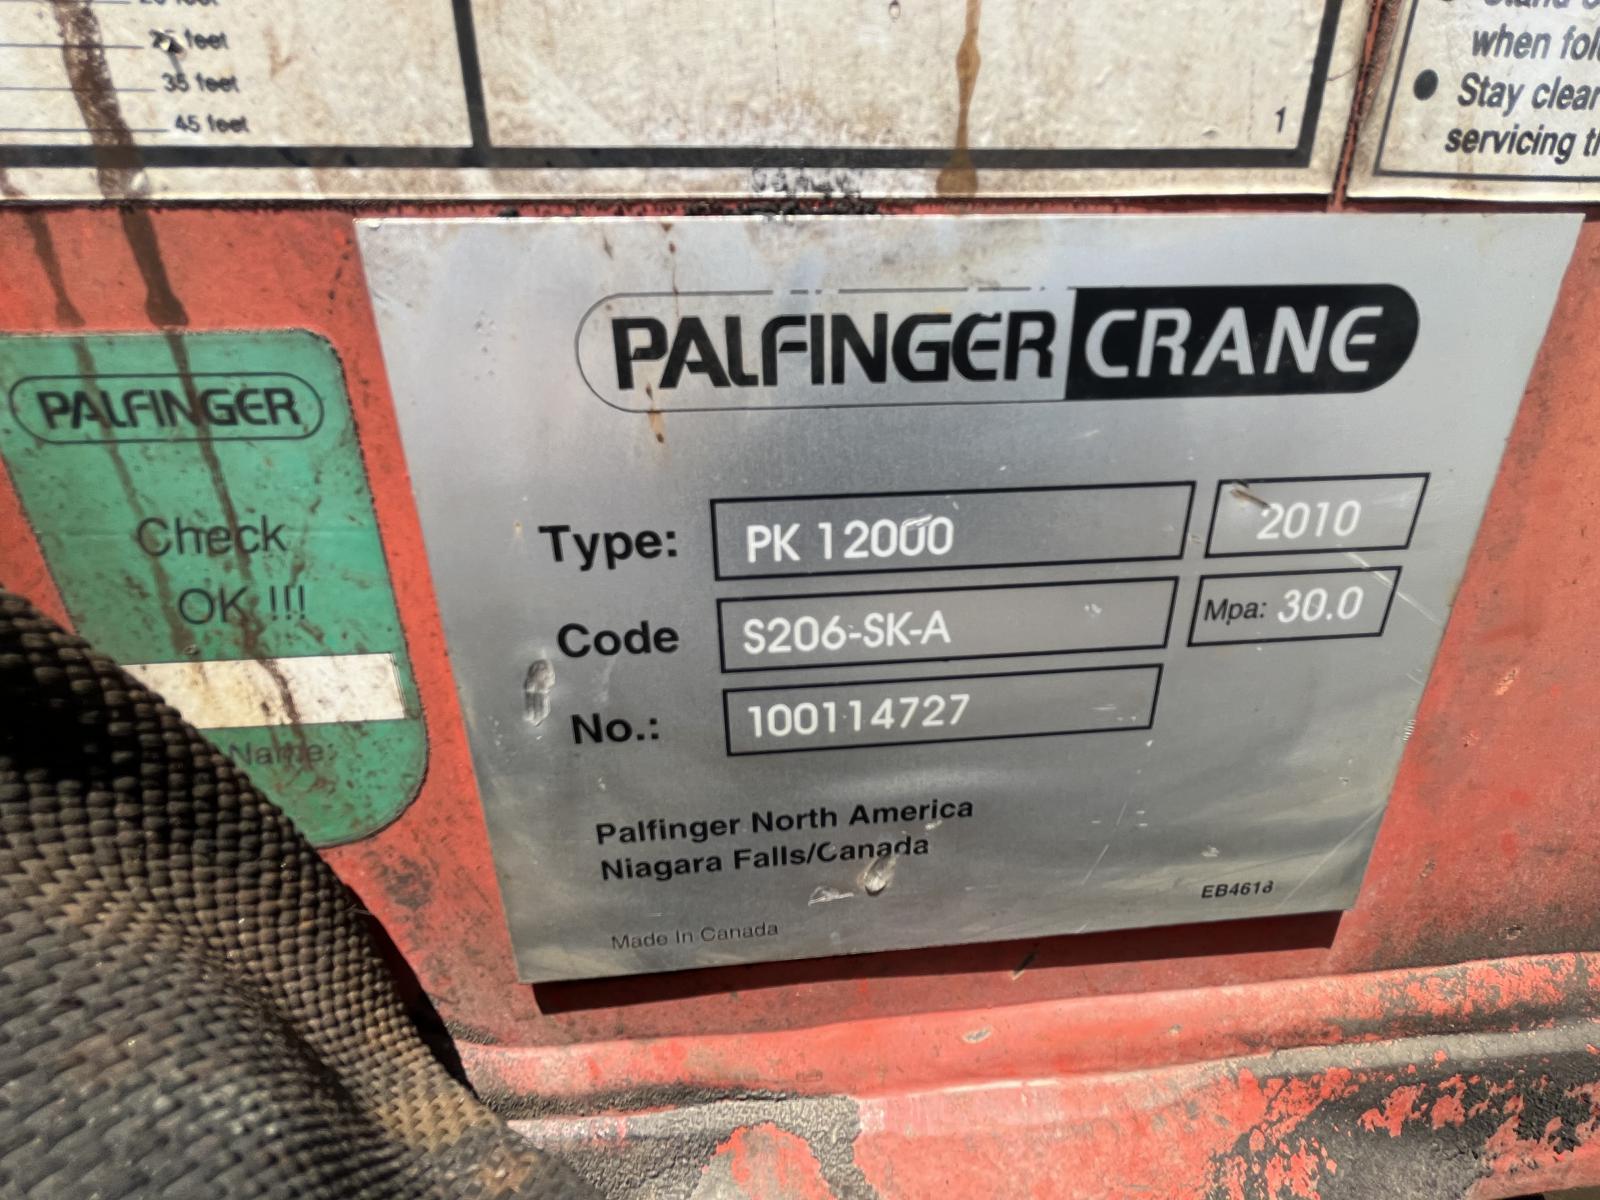 25 feet
35 feet
45 feet
1
when
Stay clear
servicing
PALFINGER
Check
OK !!!
Name:
PALFINGER CRANE
Type: PK 12000 2010
Code S206-SK-A Mpa: 30.0
No.: 100114727
Palfinger North America
Niagara Falls/Canada
EB4618
Made In Canada